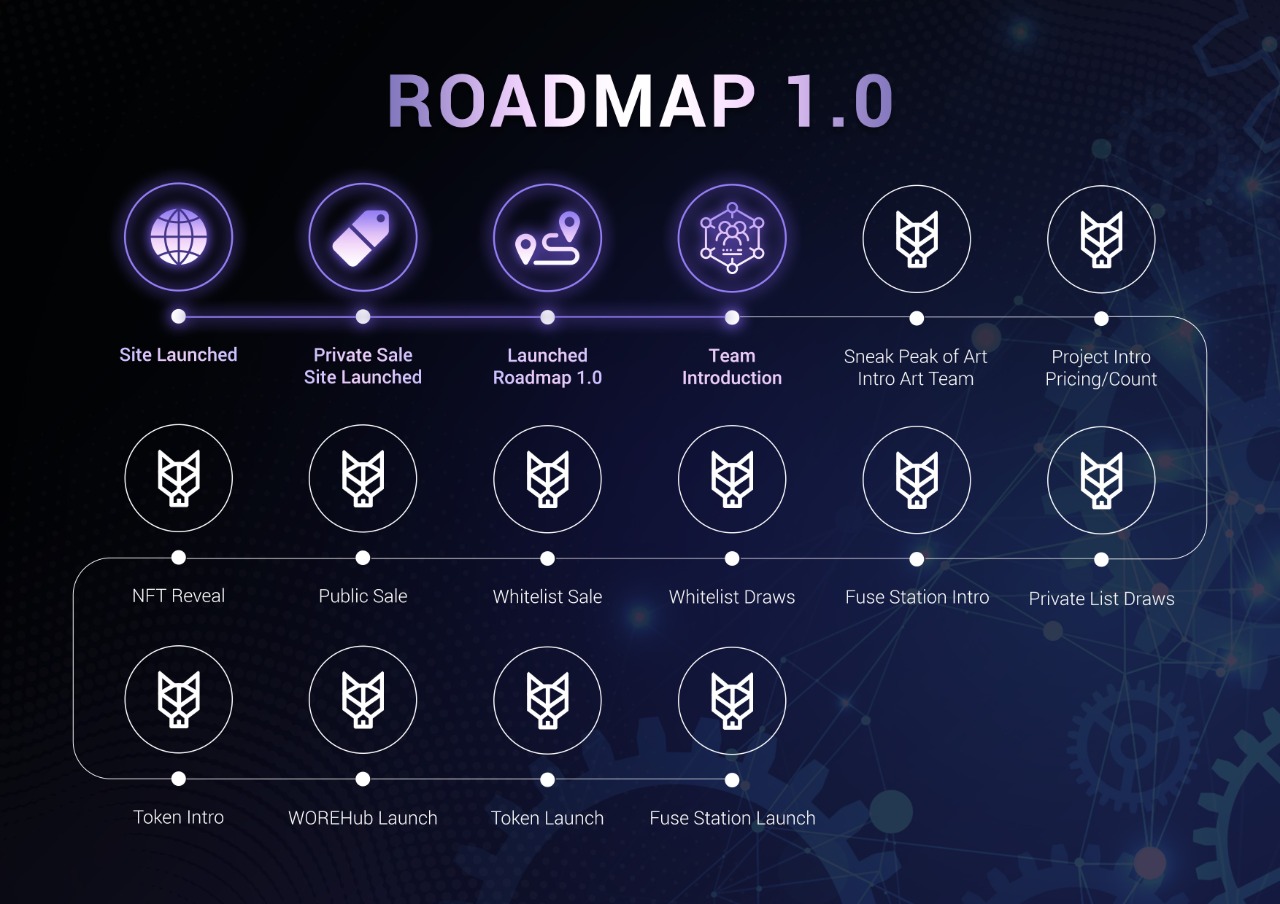 ROADMAP 1.0
Site Launched
Private Sale
Site Launched
Launched
Roadmap 1.0
Team
Introduction
Sneak Peak of Art
Intro Art Team
Project Intro
Pricing/Count
NFT Reveal
Public Sale
Whitelist Sale
Whitelist Draws
Fuse Station Intro
Private List Draws
Token Intro
WOREHub Launch
Token Launch
Fuse Station Launch